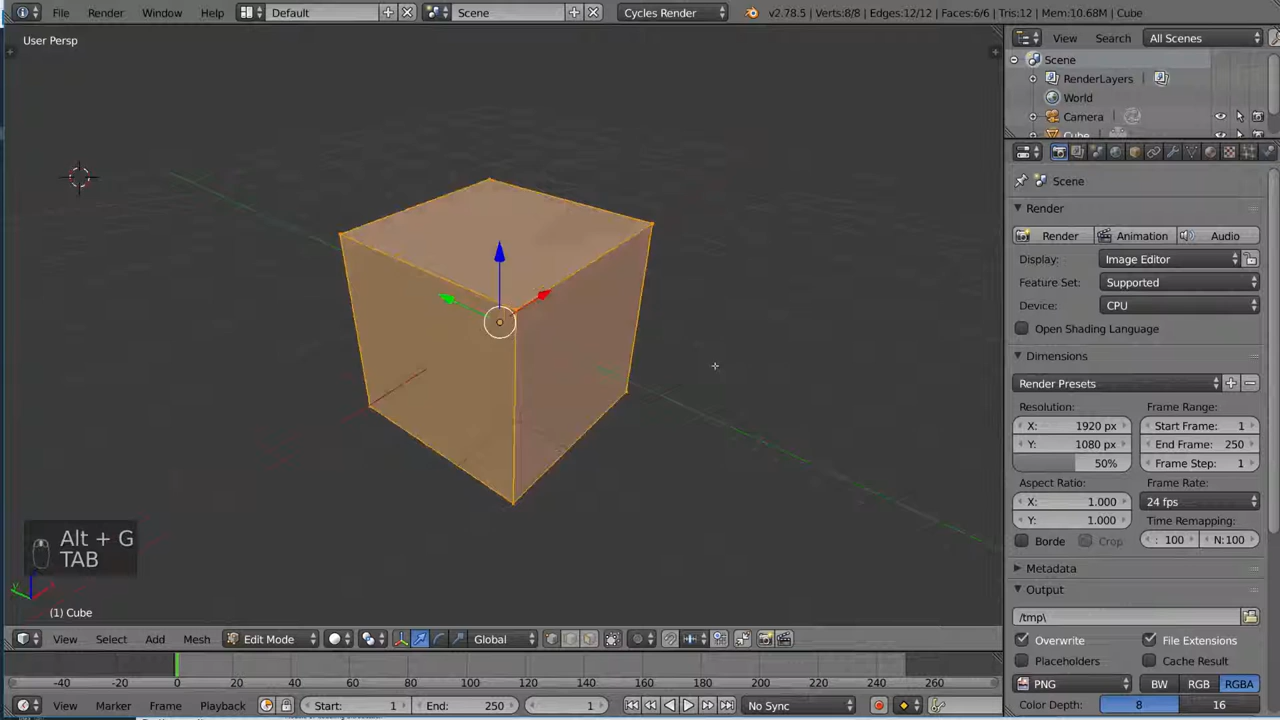 File Render Window Help Default Scene Cycles Render v2.78.5 | Verts:8/8 | Edges:12/12 | Faces:6/6 | Tris:12 | Mem:10.68M | Cube
User Persp
View Search All Scenes
Scene
RenderLayers
World
Camera
Cube
Scene
Render
Render Animation Audio
Display: Image Editor
Feature Set: Supported
Device: CPU
Open Shading Language
Dimensions
Render Presets
Resolution: Frame Range:
X: 1920 px Start Frame: 1
Y: 1080 px End Frame: 250
50% Frame Step: 1
Aspect Ratio: Frame Rate:
X: 1.000 24 fps
Y: 1.000 Time Remapping:
Borde Crop : 100 N:100
Metadata
Output
/tmp\
Overwrite File Extensions
Placeholders Cache Result
PNG BW RGB RGBA
Color Depth: 8 16
Alt + G
TAB
y
(1) Cube
View Select Add Mesh Edit Mode Global
-40 -20 0 20 40 60 80 100 120 140 160 180 200 220 240 260
View Marker Frame Playback Start: 1 End: 250 1 No Sync